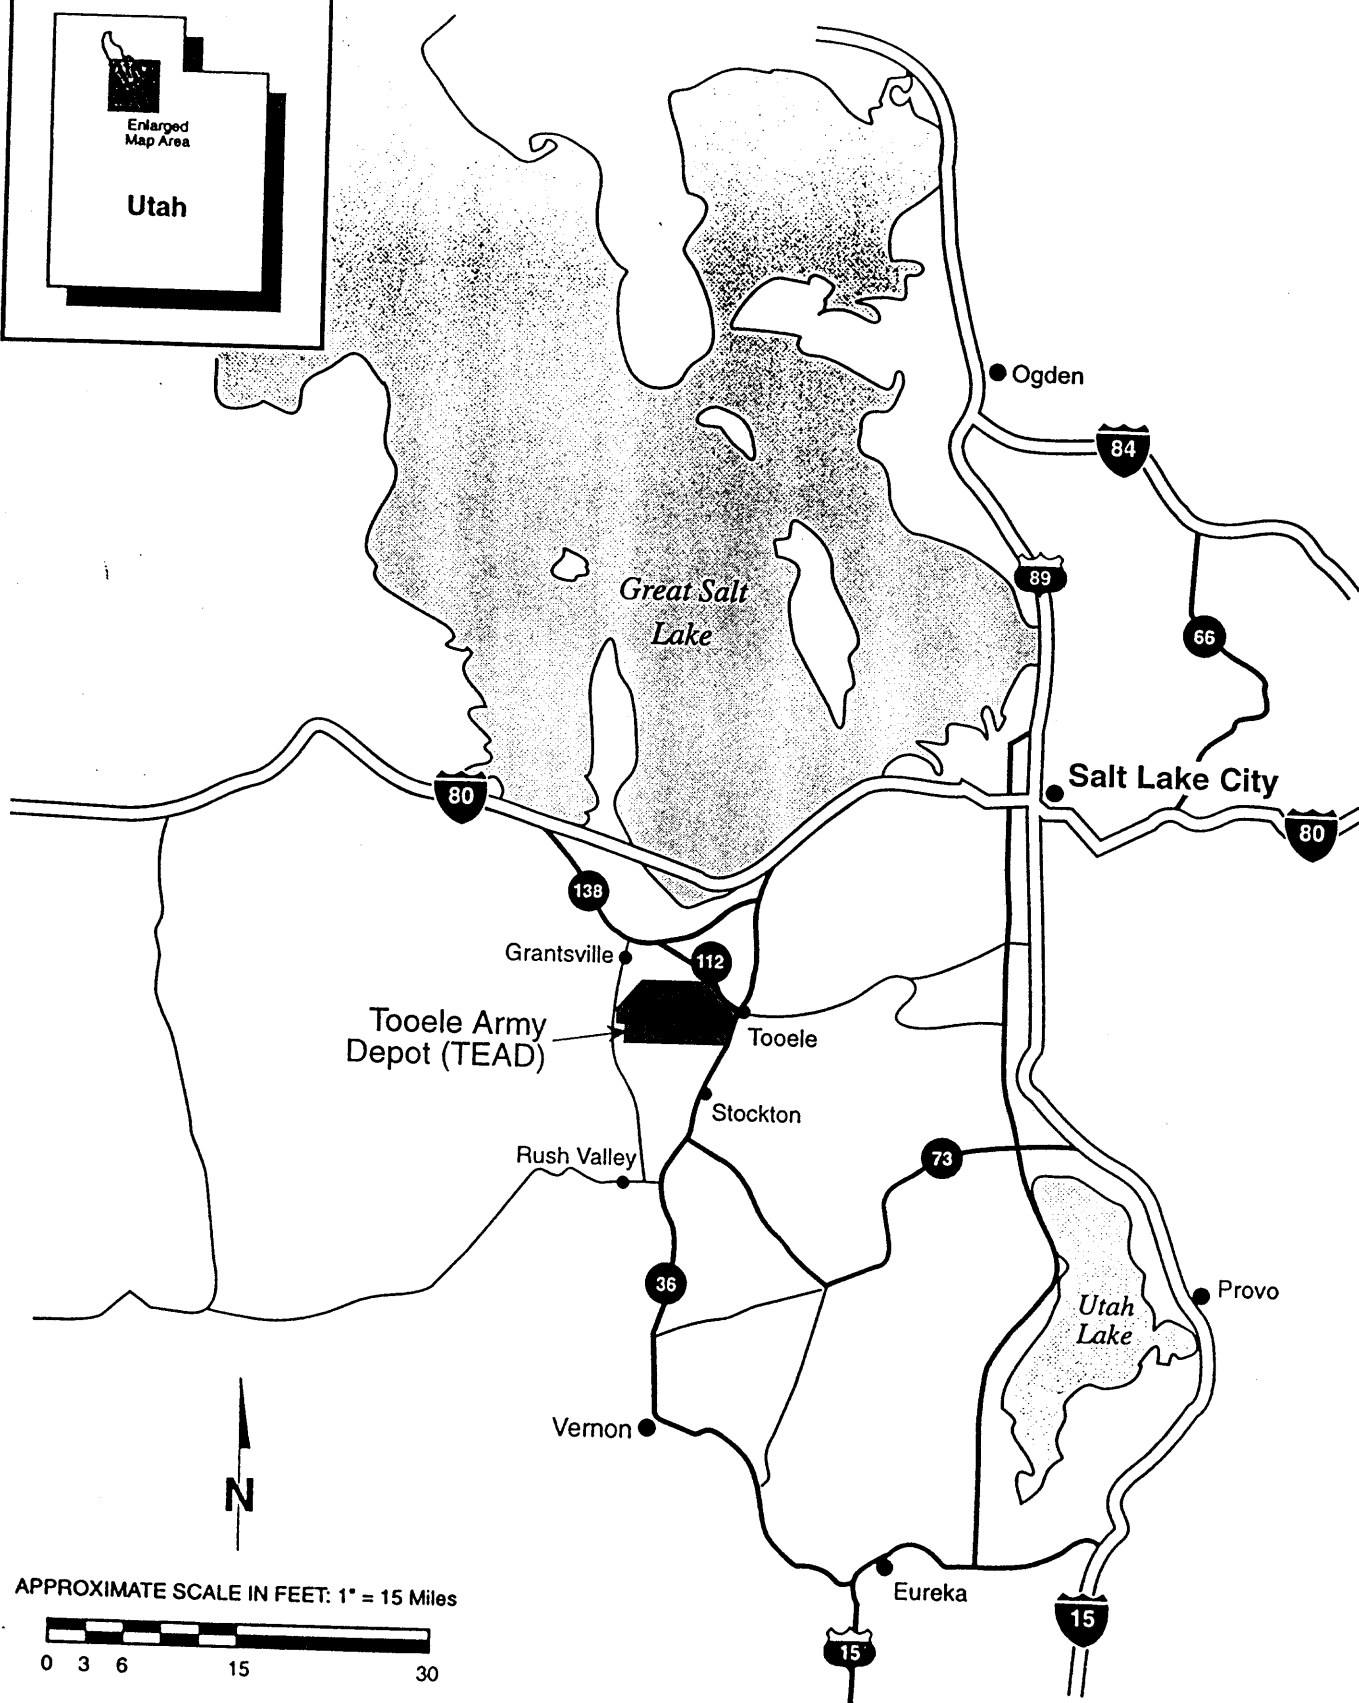 Enlarged
Map Area
Utah
Ogden
84
89
66
Great Salt
Lake
80
Salt Lake City
80
138
Grantsville
112
Tooele Army
Depot (TEAD)
Tooele
Stockton
Rush Valley
73
36
Provo
Utah
Lake
Vernon
N
Eureka
15
15
APPROXIMATE SCALE IN FEET: 1" = 15 Miles
0 3 6 15 30